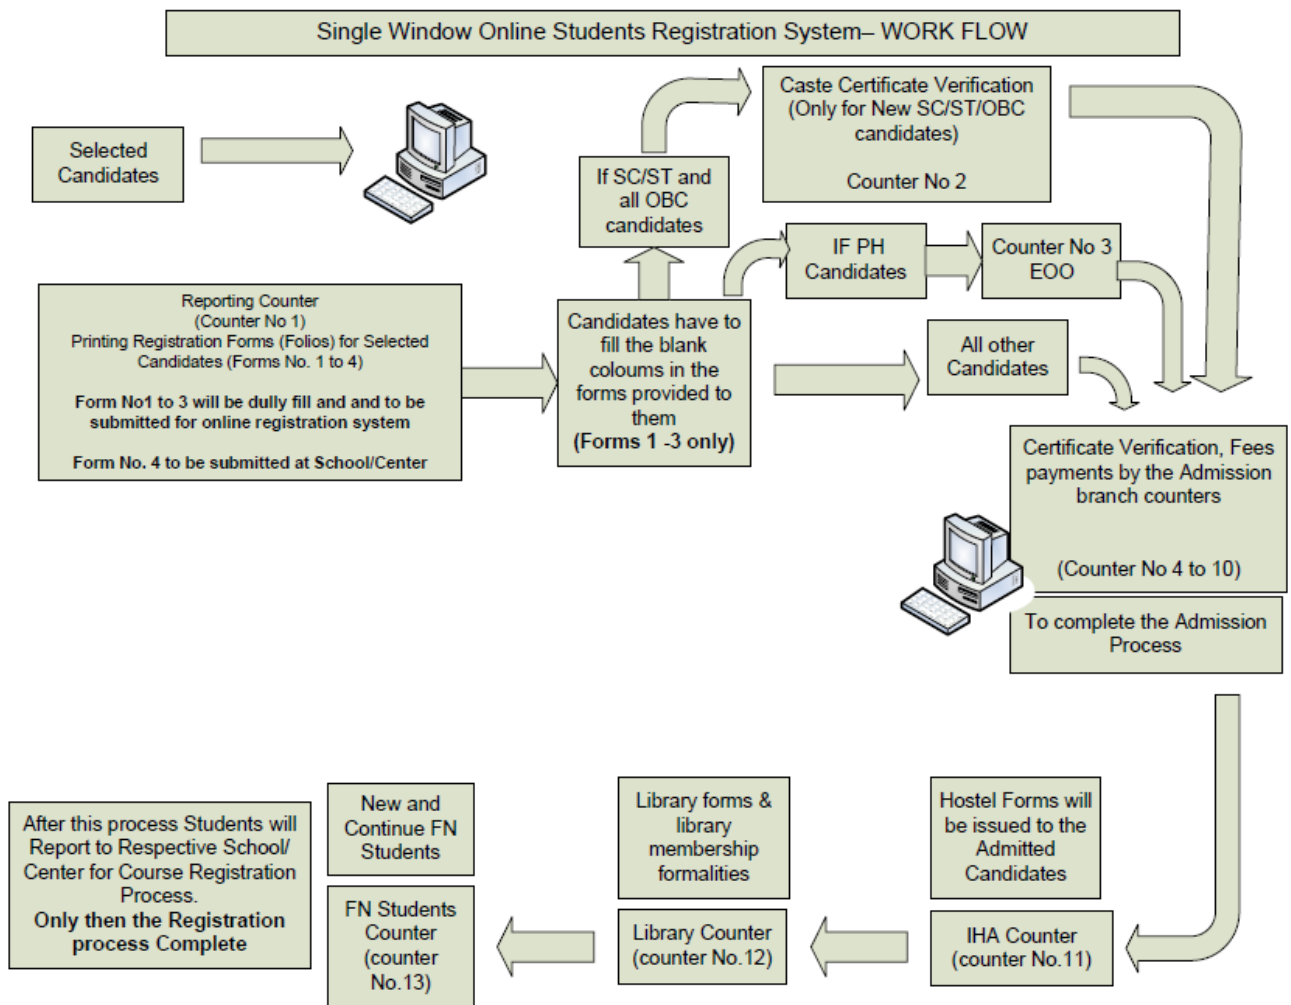 Single Window Online Students Registration System– WORK FLOW
Selected
Candidates
If SC/ST and
all OBC
candidates
Caste Certificate Verification
(Only for New SC/ST/OBC
candidates)
Counter No 2
IF PH
Candidates
Counter No 3
EOO
Reporting Counter
(Counter No 1)
Printing Registration Forms (Folios) for Selected
Candidates (Forms No. 1 to 4)
Form No1 to 3 will be dully fill and and to be
submitted for online registration system
Form No. 4 to be submitted at School/Center
Candidates have to
fill the blank
coloums in the
forms provided to
them
(Forms 1 -3 only)
All other
Candidates
Certificate Verification, Fees
payments by the Admission
branch counters
(Counter No 4 to 10)
To complete the Admission
Process
Hostel Forms will
be issued to the
Admitted
Candidates
IHA Counter
(counter No.11)
Library forms &
library
membership
formalities
Library Counter
(counter No.12)
New and
Continue FN
Students
FN Students
Counter
(counter
No.13)
After this process Students will
Report to Respective School/
Center for Course Registration
Process.
Only then the Registration
process Complete